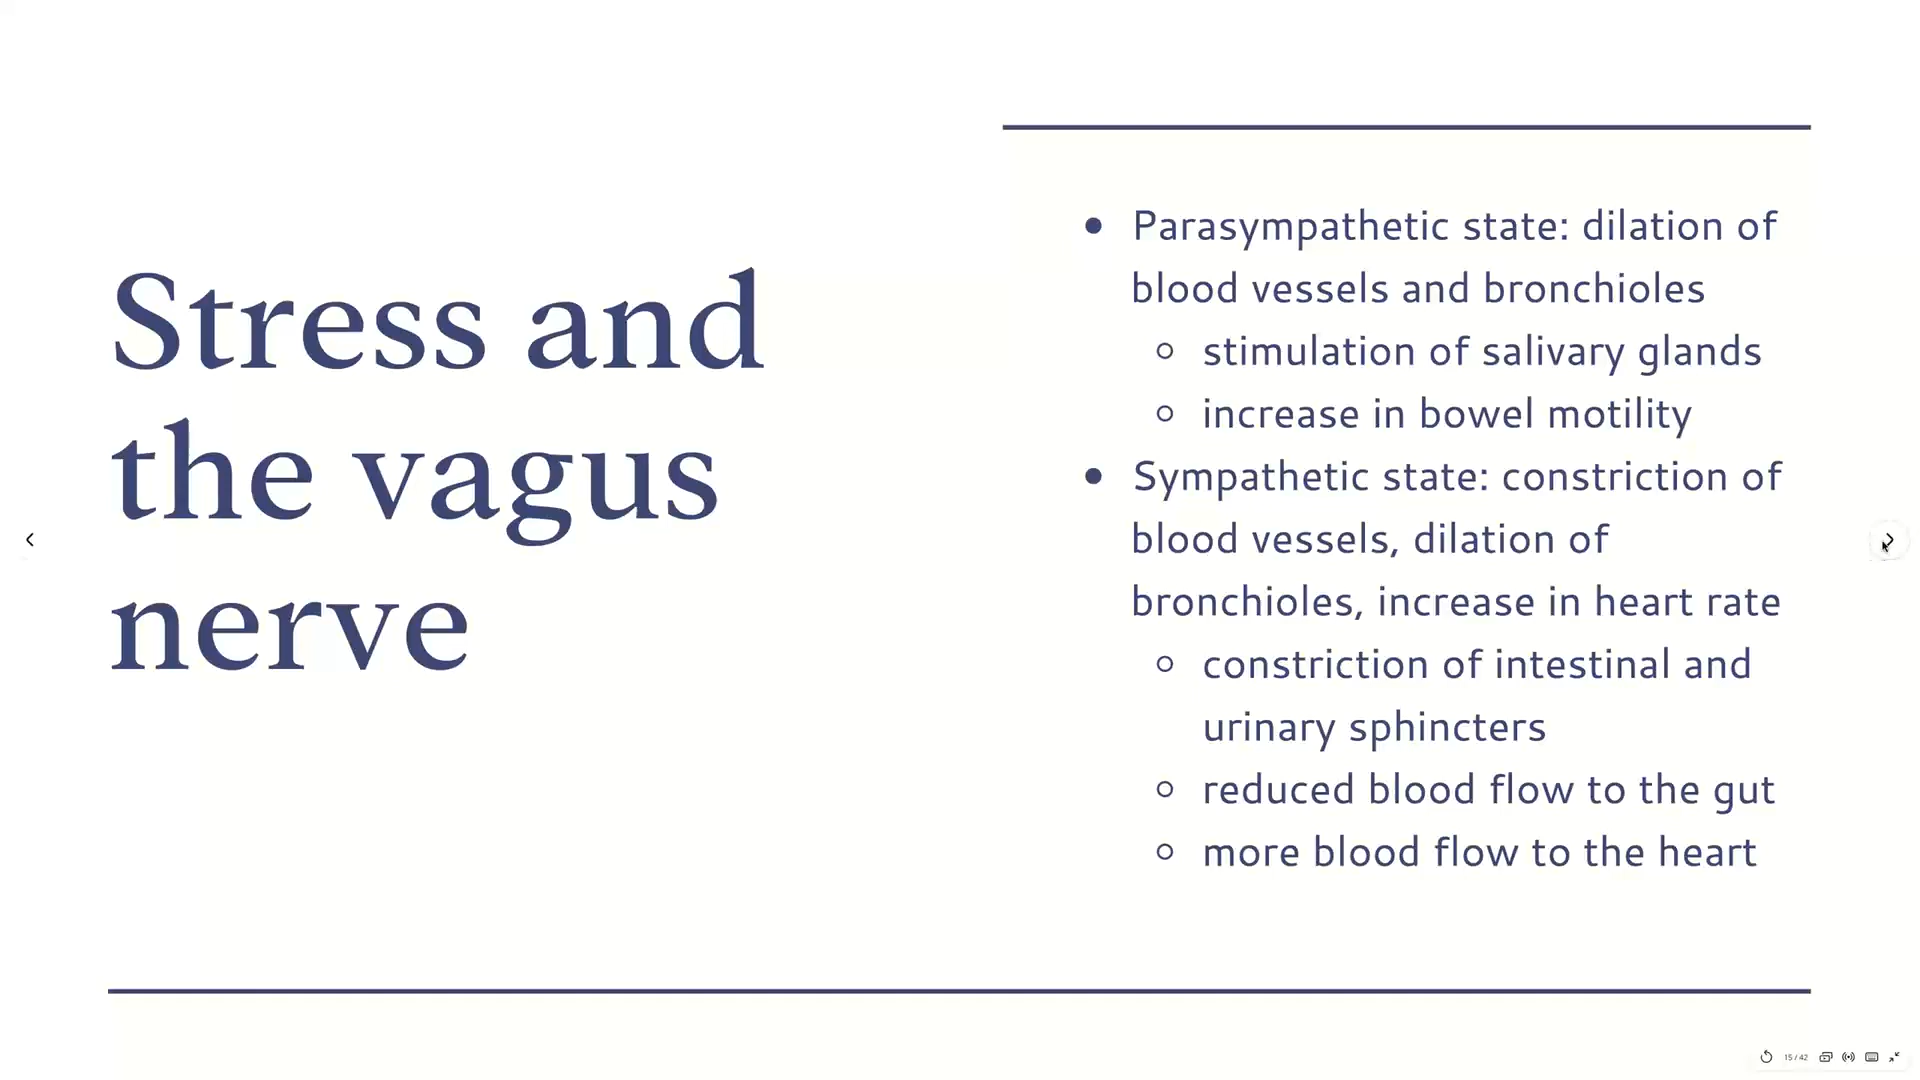 Stress and
the vagus
nerve
• Parasympathetic state: dilation of
blood vessels and bronchioles
◦ stimulation of salivary glands
◦ increase in bowel motility
• Sympathetic state: constriction of
blood vessels, dilation of
bronchioles, increase in heart rate
◦ constriction of intestinal and
urinary sphincters
◦ reduced blood flow to the gut
◦ more blood flow to the heart
15 / 42